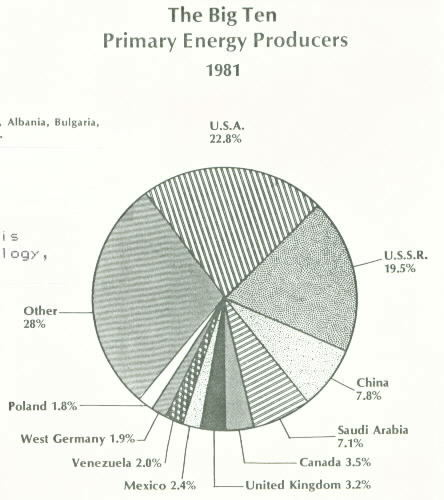 The Big Ten
Primary Energy Producers
1981
, Albania, Bulgaria,
U.S.A.
22.8%
is
logy,
U.S.S.R.
19.5%
Other
28%
China
7.8%
Poland 1.8%
Saudi Arabia
7.1%
West Germany 1.9%
Venezuela 2.0%
Canada 3.5%
Mexico 2.4%
United Kingdom 3.2%